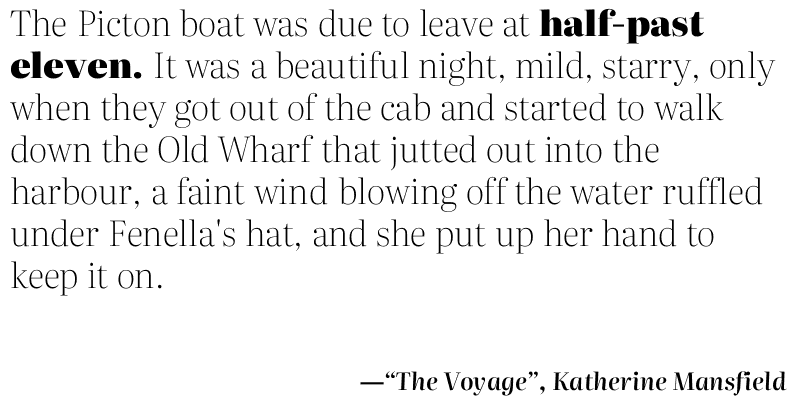 The Picton boat was due to leave at half-past
eleven. It was a beautiful night, mild, starry, only
when they got out of the cab and started to walk
down the Old Wharf that jutted out into the
harbour, a faint wind blowing off the water ruffled
under Fenella's hat, and she put up her hand to
keep it on.
—“The Voyage”, Katherine Mansfield